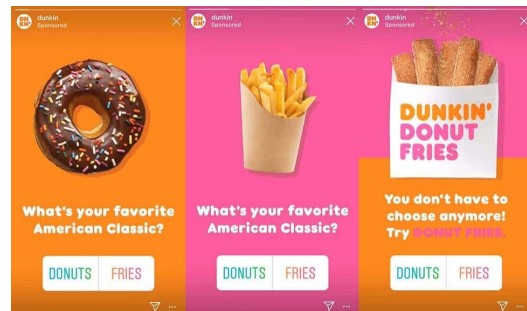 dunkin
Sponsored
What's your favorite
American Classic?
DONUTS FRIES
dunkin
Sponsored
What's your favorite
American Classic?
DONUTS FRIES
dunkin
Sponsored
DUNKIN'
DONUT
FRIES
You don't have to
choose anymore!
Try DONUT FRIES.
DONUTS FRIES